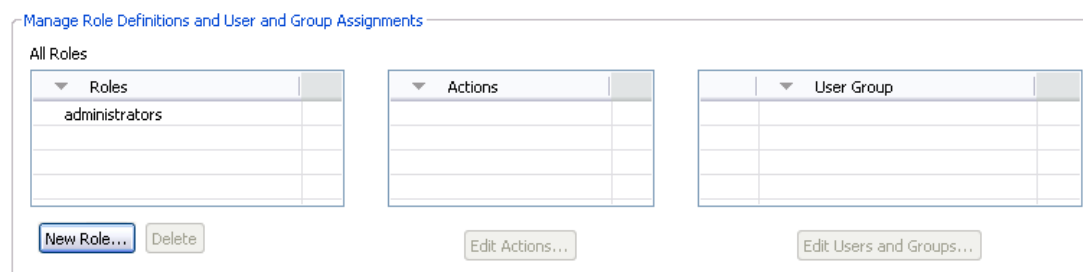 Manage Role Definitions and User and Group Assignments
All Roles
Roles Actions User Group
administrators
New Role... Delete Edit Actions... Edit Users and Groups...